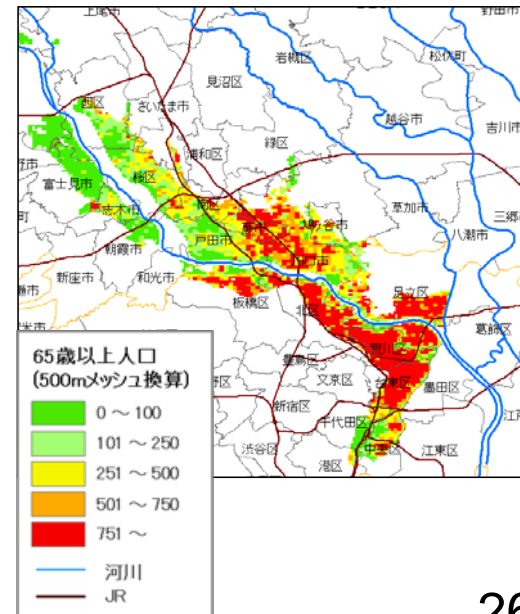 上尾市
野田市
岩槻区
松伏町
見沼区
西区
さいたま市
越谷市
吉川市
緑区
浦和区
桜区
富士見市
南区
志木市
草加市
三郷
蕨市
鳩ヶ谷市
八潮市
戸田市
朝霞市
川口市
新座市
和光市
足立区
板橋区
北区
葛飾区
荒川区
豊島区
文京区
台東区
墨田区
新宿区
千代田区
渋谷区
中央区
江東区
港区
65歳以上人口
(500mメッシュ換算)
0 ～ 100
101 ～ 250
251 ～ 500
501 ～ 750
751 ～
河川
JR
26